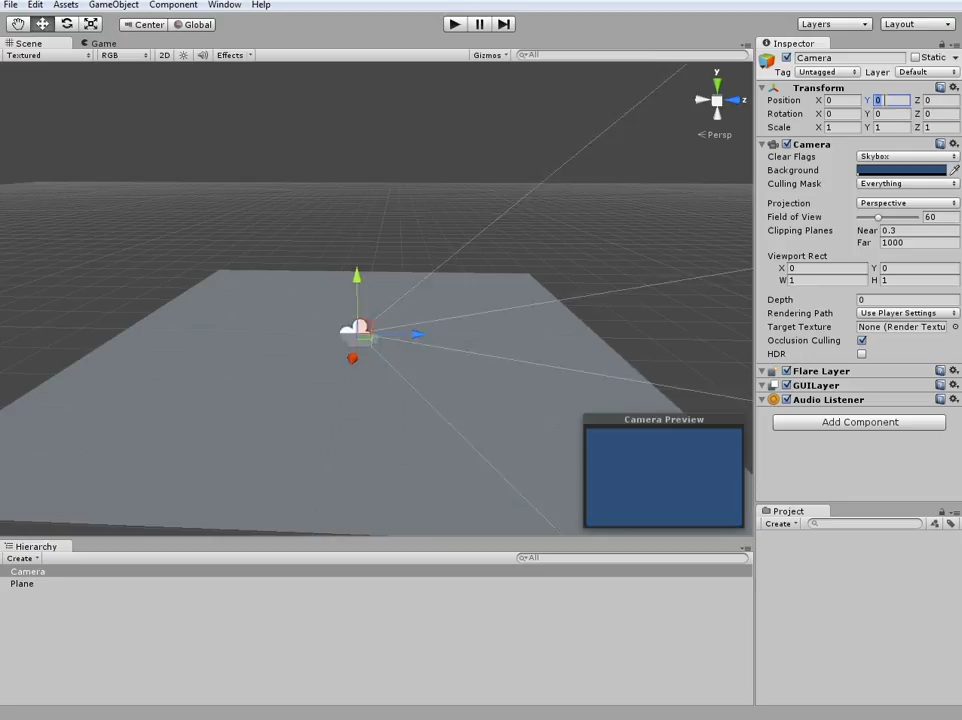 File Edit Assets GameObject Component Window Help
Center Global Layers Layout
Scene Game
Textured RGB 2D Effects Gizmos All
y
z
Persp
Camera Preview
Hierarchy
Create All
Camera
Plane
Inspector
Camera Static
Tag Untagged Layer Default
Transform
Position X 0 Y 0 Z 0
Rotation X 0 Y 0 Z 0
Scale X 1 Y 1 Z 1
Camera
Clear Flags Skybox
Background
Culling Mask Everything
Projection Perspective
Field of View 60
Clipping Planes Near 0.3
Far 1000
Viewport Rect
X 0 Y 0
W 1 H 1
Depth 0
Rendering Path Use Player Settings
Target Texture None (Render Textu
Occlusion Culling
HDR
Flare Layer
GUILayer
Audio Listener
Add Component
Project
Create